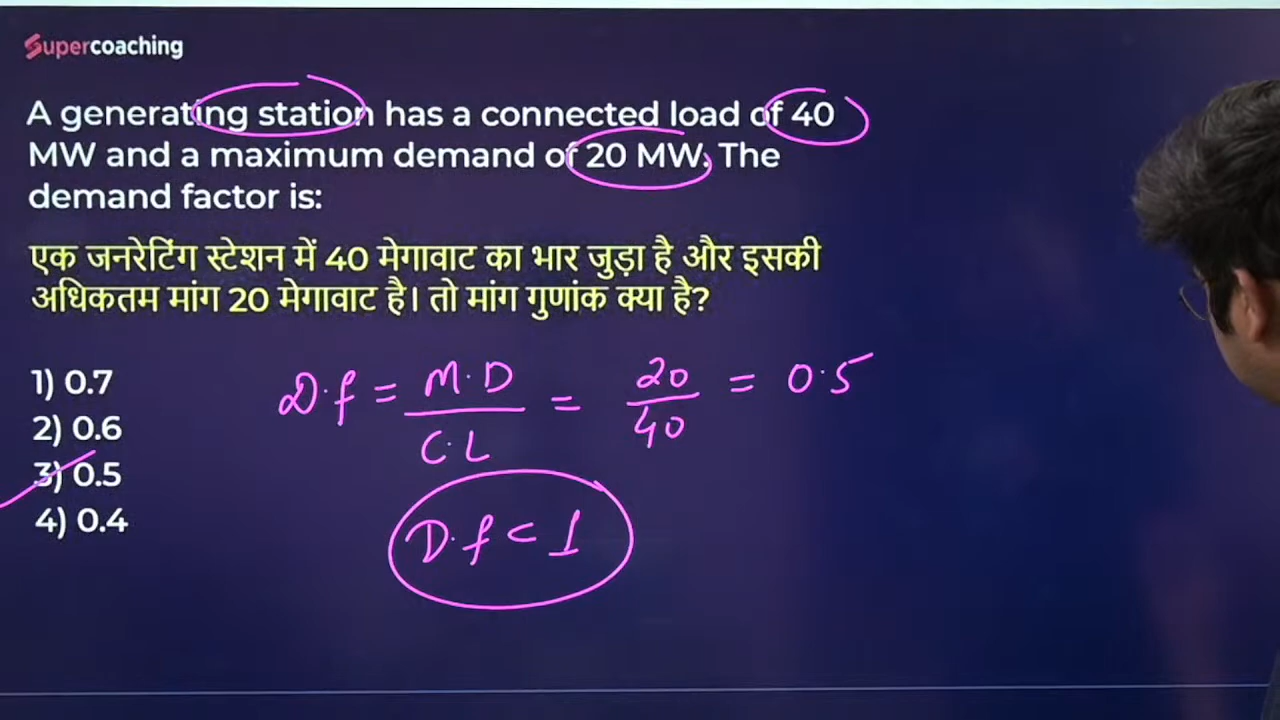 Supercoaching
A generating station has a connected load of 40
MW and a maximum demand of 20 MW. The
demand factor is:
एक जनरेटिंग स्टेशन में 40 मेगावाट का भार जुड़ा है और इसकी
अधिकतम मांग 20 मेगावाट है। तो मांग गुणांक क्या है?
1) 0.7
2) 0.6
3) 0.5
4) 0.4
D.f = M.D / C.L = 20 / 40 = 0.5
D.f < 1